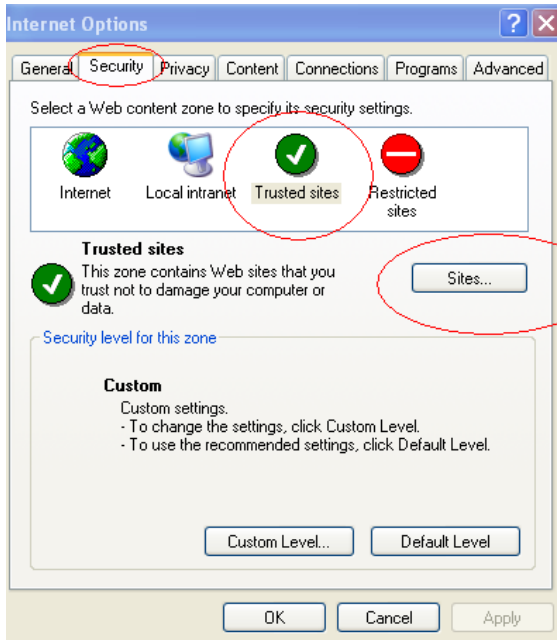 Internet Options
General Security Privacy Content Connections Programs Advanced
Select a Web content zone to specify its security settings.
Internet Local intranet Trusted sites Restricted
sites
Trusted sites
This zone contains Web sites that you
trust not to damage your computer or
data.
Sites...
Security level for this zone
Custom
Custom settings.
- To change the settings, click Custom Level.
- To use the recommended settings, click Default Level.
Custom Level... Default Level
OK Cancel Apply